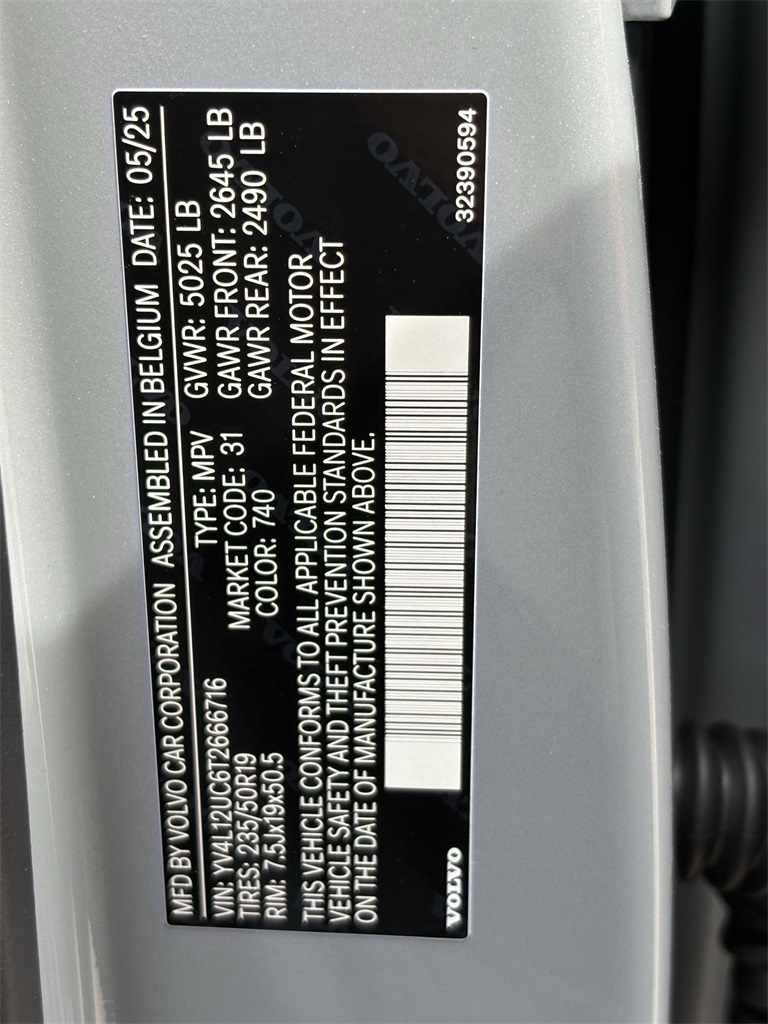 MFD BY VOLVO CAR CORPORATION ASSEMBLED IN BELGIUM DATE: 05/25
VIN: YV4L12UC6T2666716 TYPE: MPV GVWR: 5025 LB
TIRES: 235/50R19 MARKET CODE: 31 GAWR FRONT: 2645 LB
RIM: 7.5Jx19x50.5 COLOR: 740 GAWR REAR: 2490 LB
THIS VEHICLE CONFORMS TO ALL APPLICABLE FEDERAL MOTOR
VEHICLE SAFETY AND THEFT PREVENTION STANDARDS IN EFFECT
ON THE DATE OF MANUFACTURE SHOWN ABOVE.
VOLVO 32390594